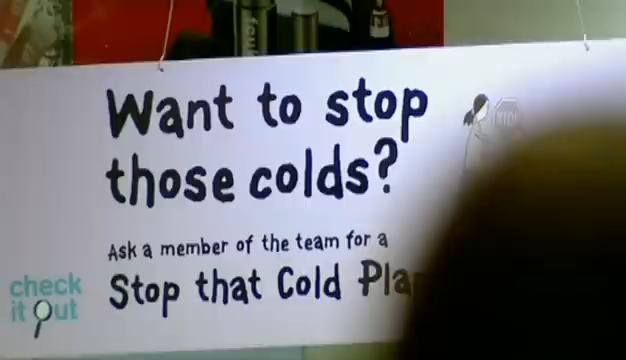 Want to stop
those colds?
Ask a member of the team for a
Stop that Cold Pla
check
it out